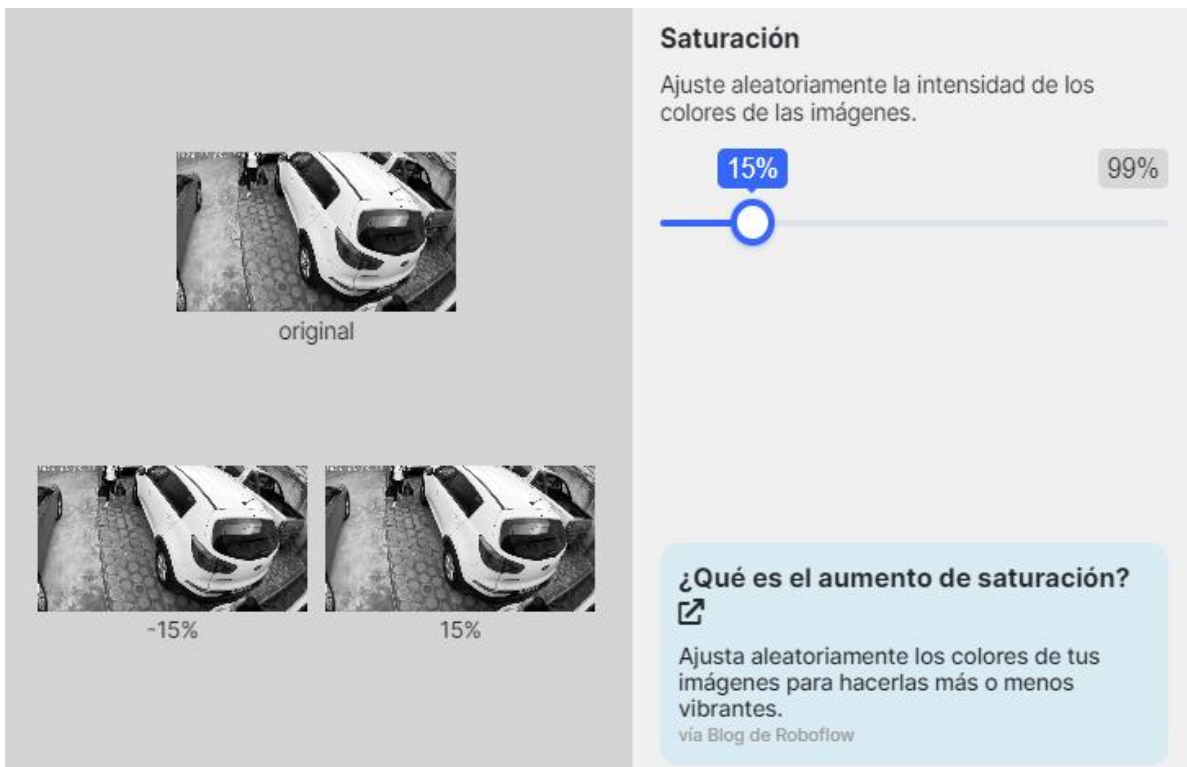 Saturación
Ajuste aleatoriamente la intensidad de los
colores de las imágenes.
15%
99%
original
-15%
15%
¿Qué es el aumento de saturación?
Ajusta aleatoriamente los colores de tus
imágenes para hacerlas más o menos
vibrantes.
vía Blog de Roboflow